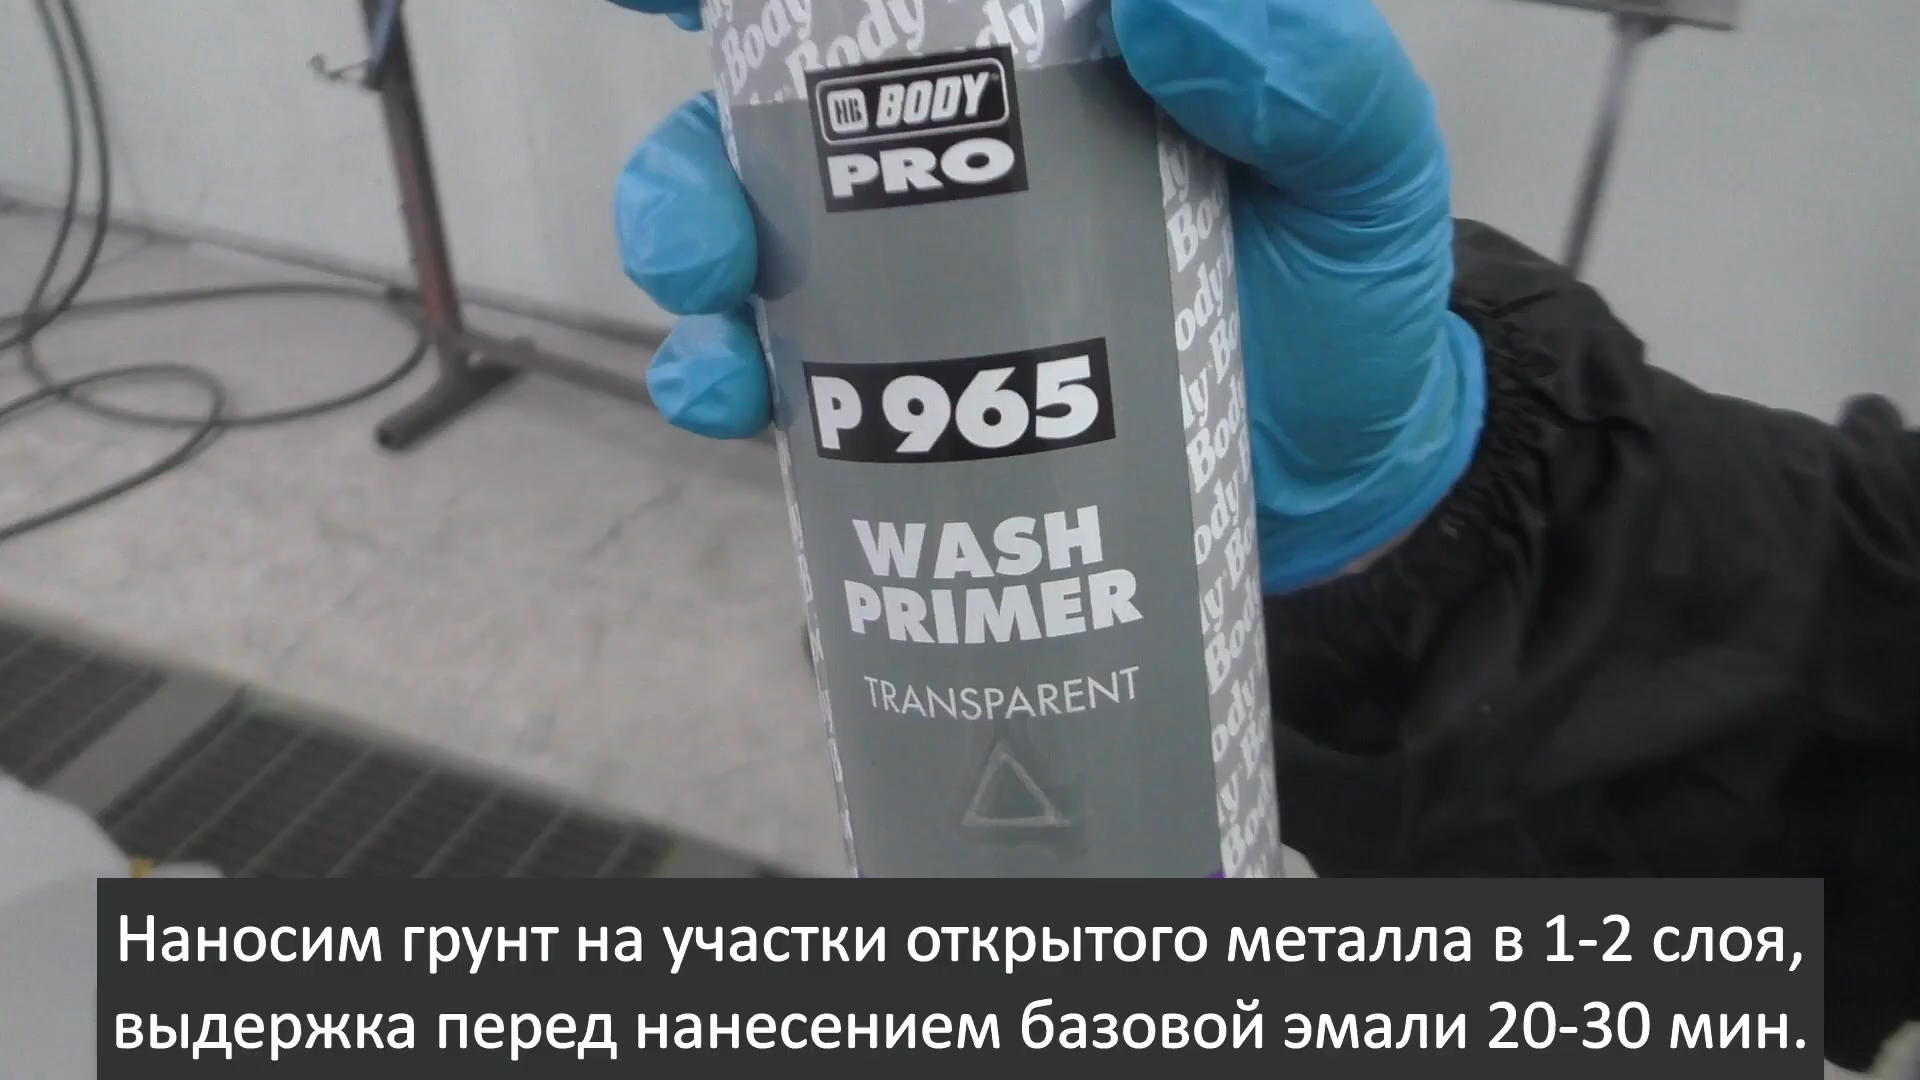 HB BODY
PRO
P 965
WASH
PRIMER
TRANSPARENT
Наносим грунт на участки открытого металла в 1-2 слоя,
выдержка перед нанесением базовой эмали 20-30 мин.